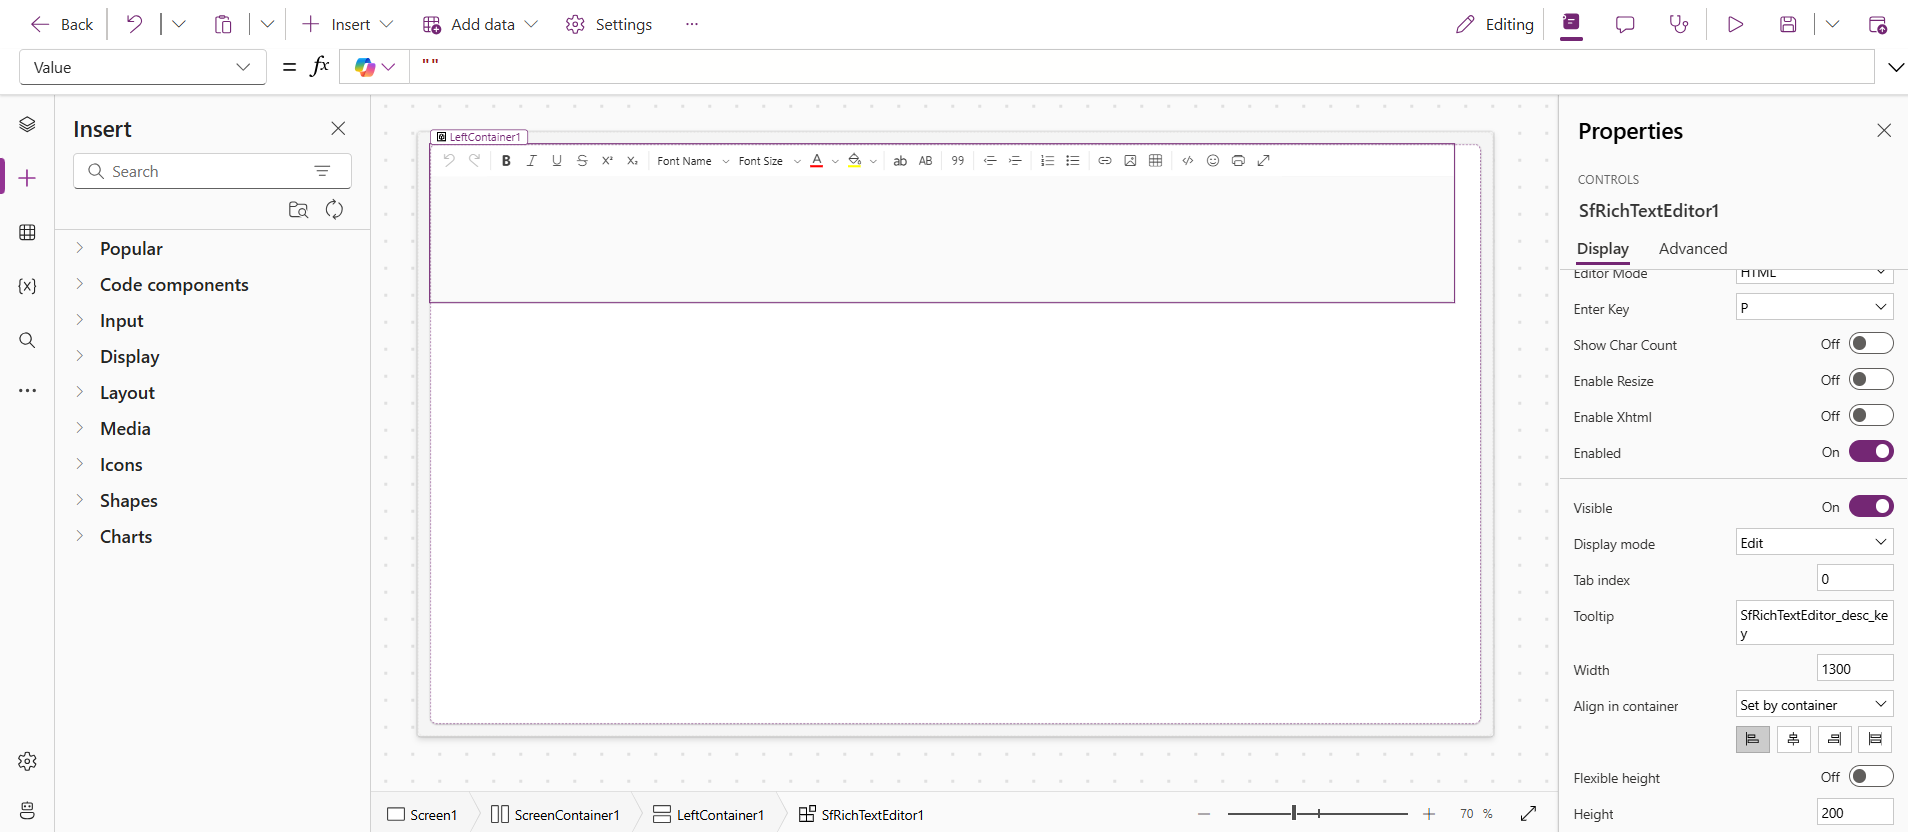 Back
Insert
Add data
Settings
Editing
Value
= fx
""
Insert
Search
Popular
Code components
Input
Display
Layout
Media
Icons
Shapes
Charts
LeftContainer1
B I U S X² X₂ Font Name Font Size A ab AB 99
Properties
CONTROLS
SfRichTextEditor1
Display Advanced
Editor Mode HTML
Enter Key P
Show Char Count Off
Enable Resize Off
Enable Xhtml Off
Enabled On
Visible On
Display mode Edit
Tab index 0
Tooltip SfRichTextEditor_desc_ke
y
Width 1300
Align in container Set by container
Flexible height Off
Height 200
Screen1 ScreenContainer1 LeftContainer1 SfRichTextEditor1
70 %